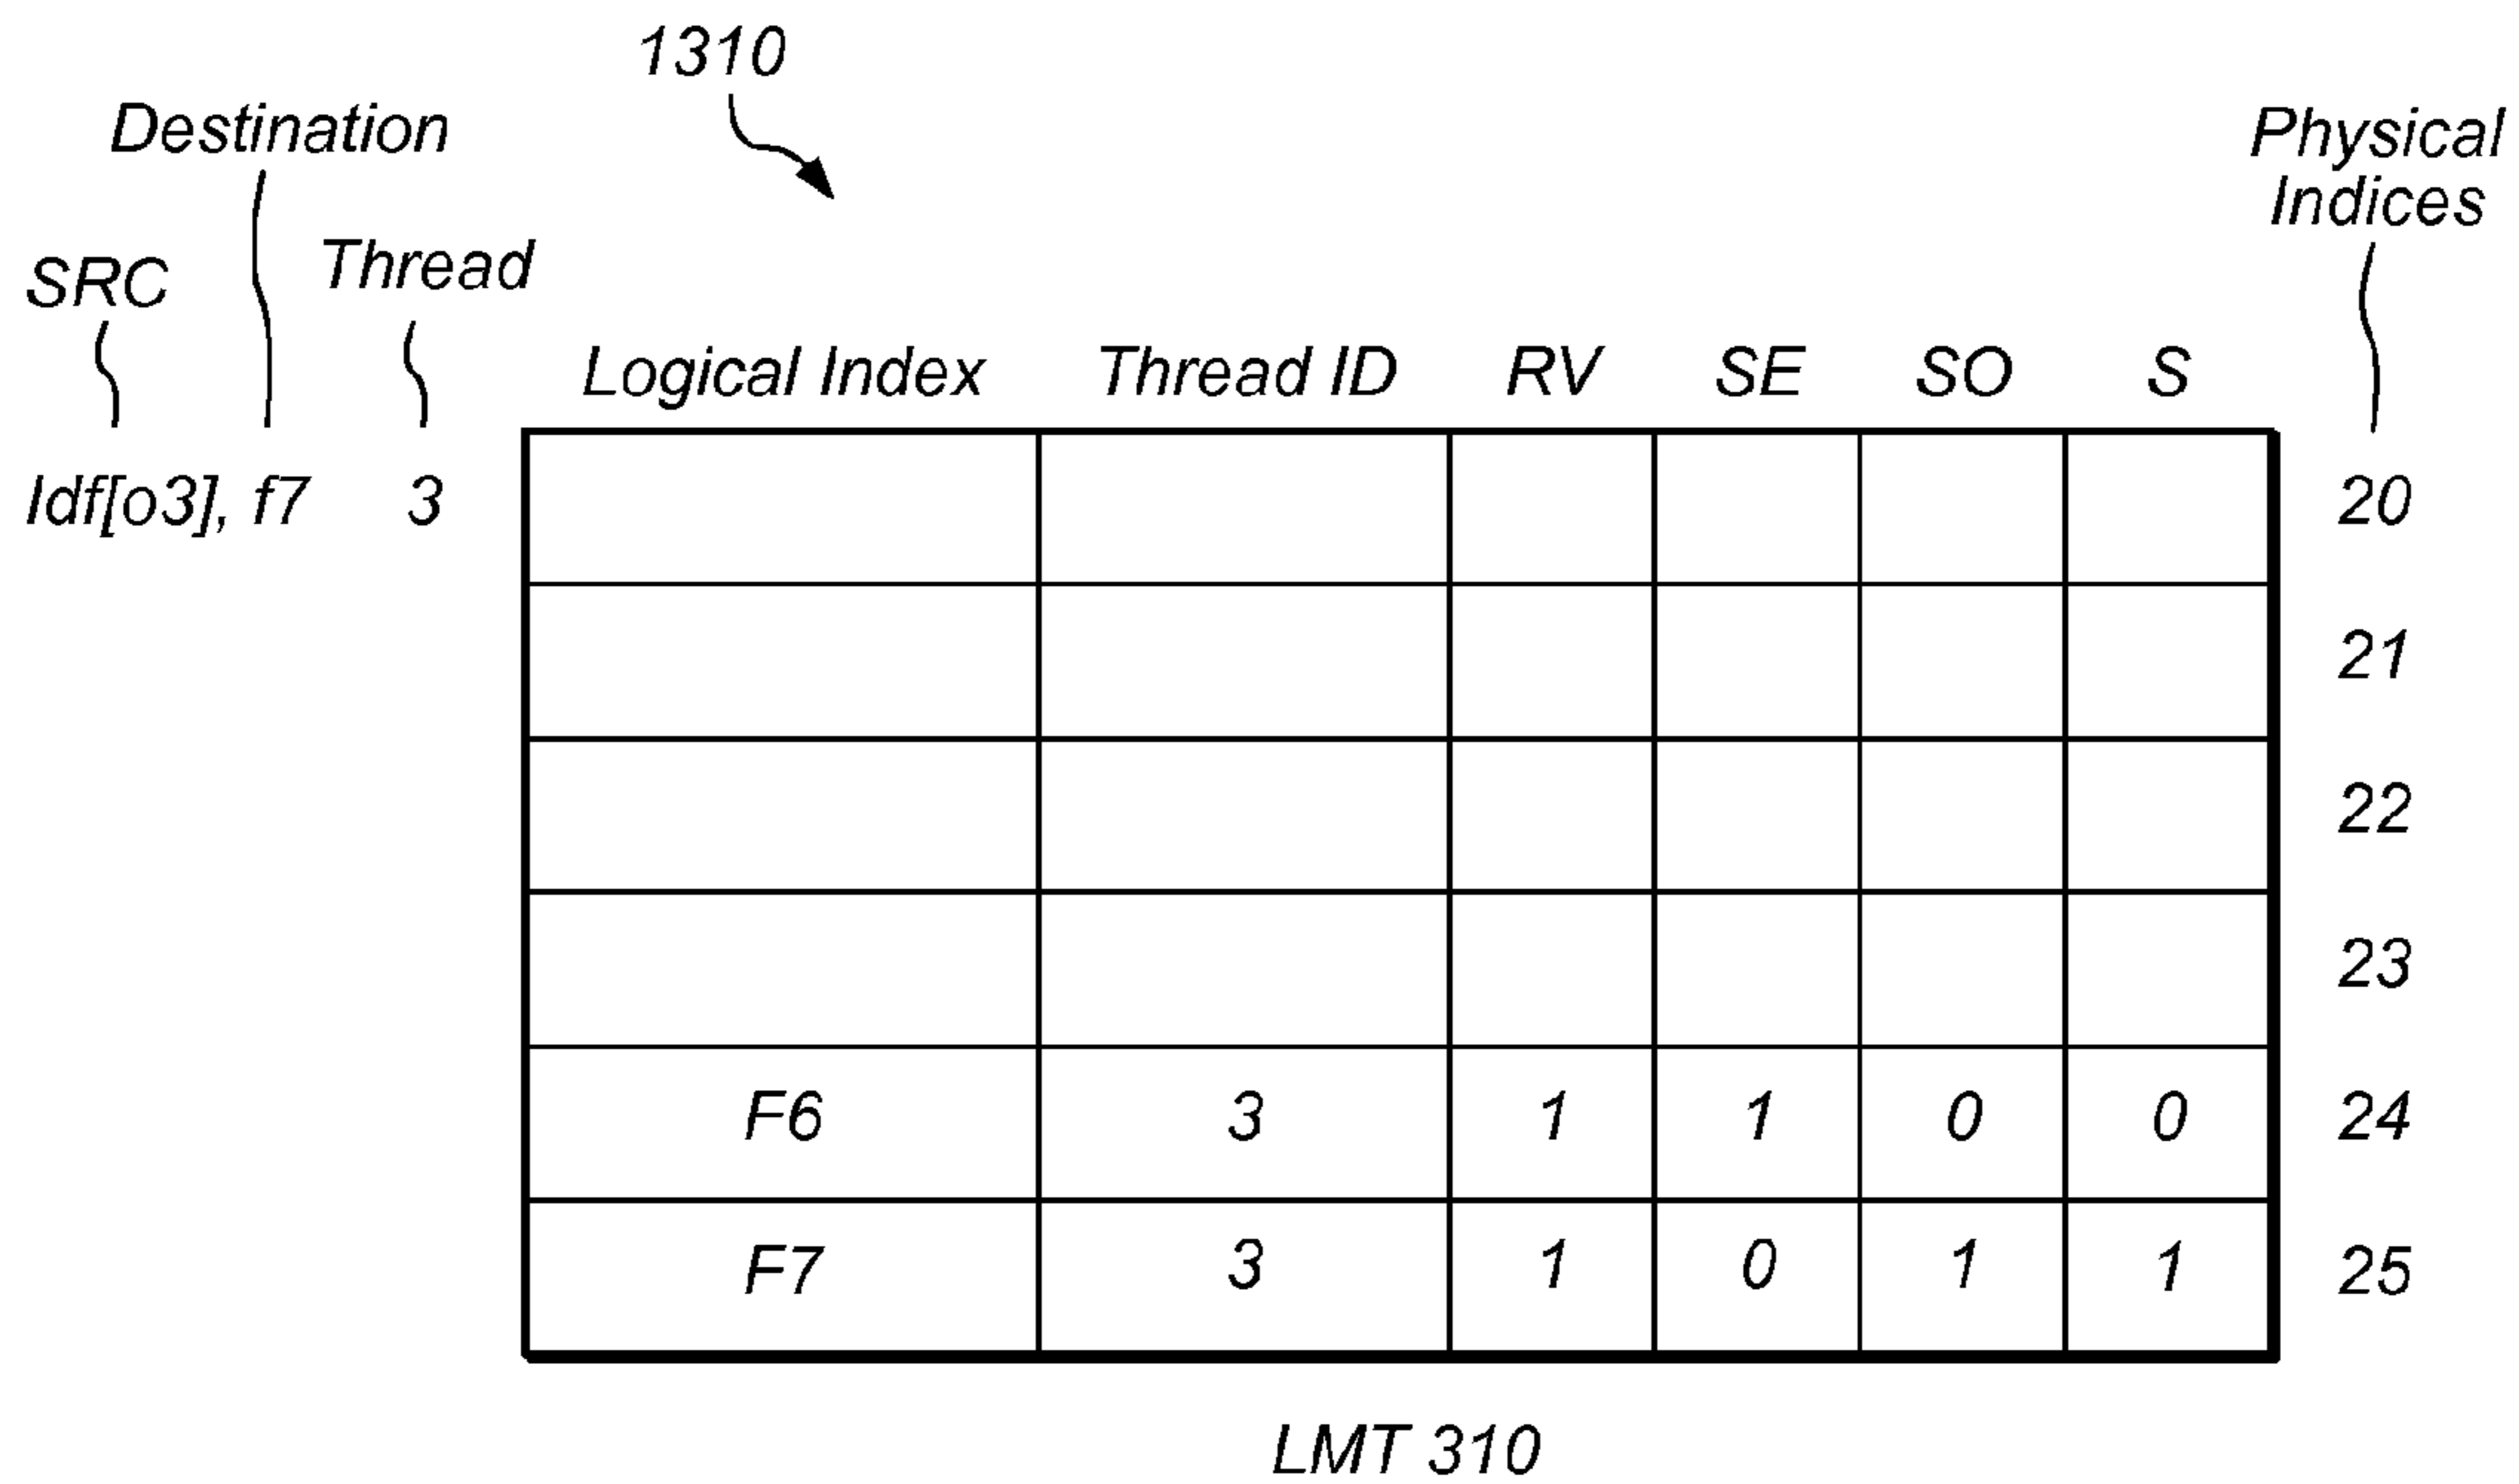 1310
Destination
Physical
Indices
SRC
Thread
Logical Index Thread ID RV SE SO S
ldf[o3], f7 3
20
21
22
23
F6 3 1 1 0 0 24
F7 3 1 0 1 1 25
LMT 310